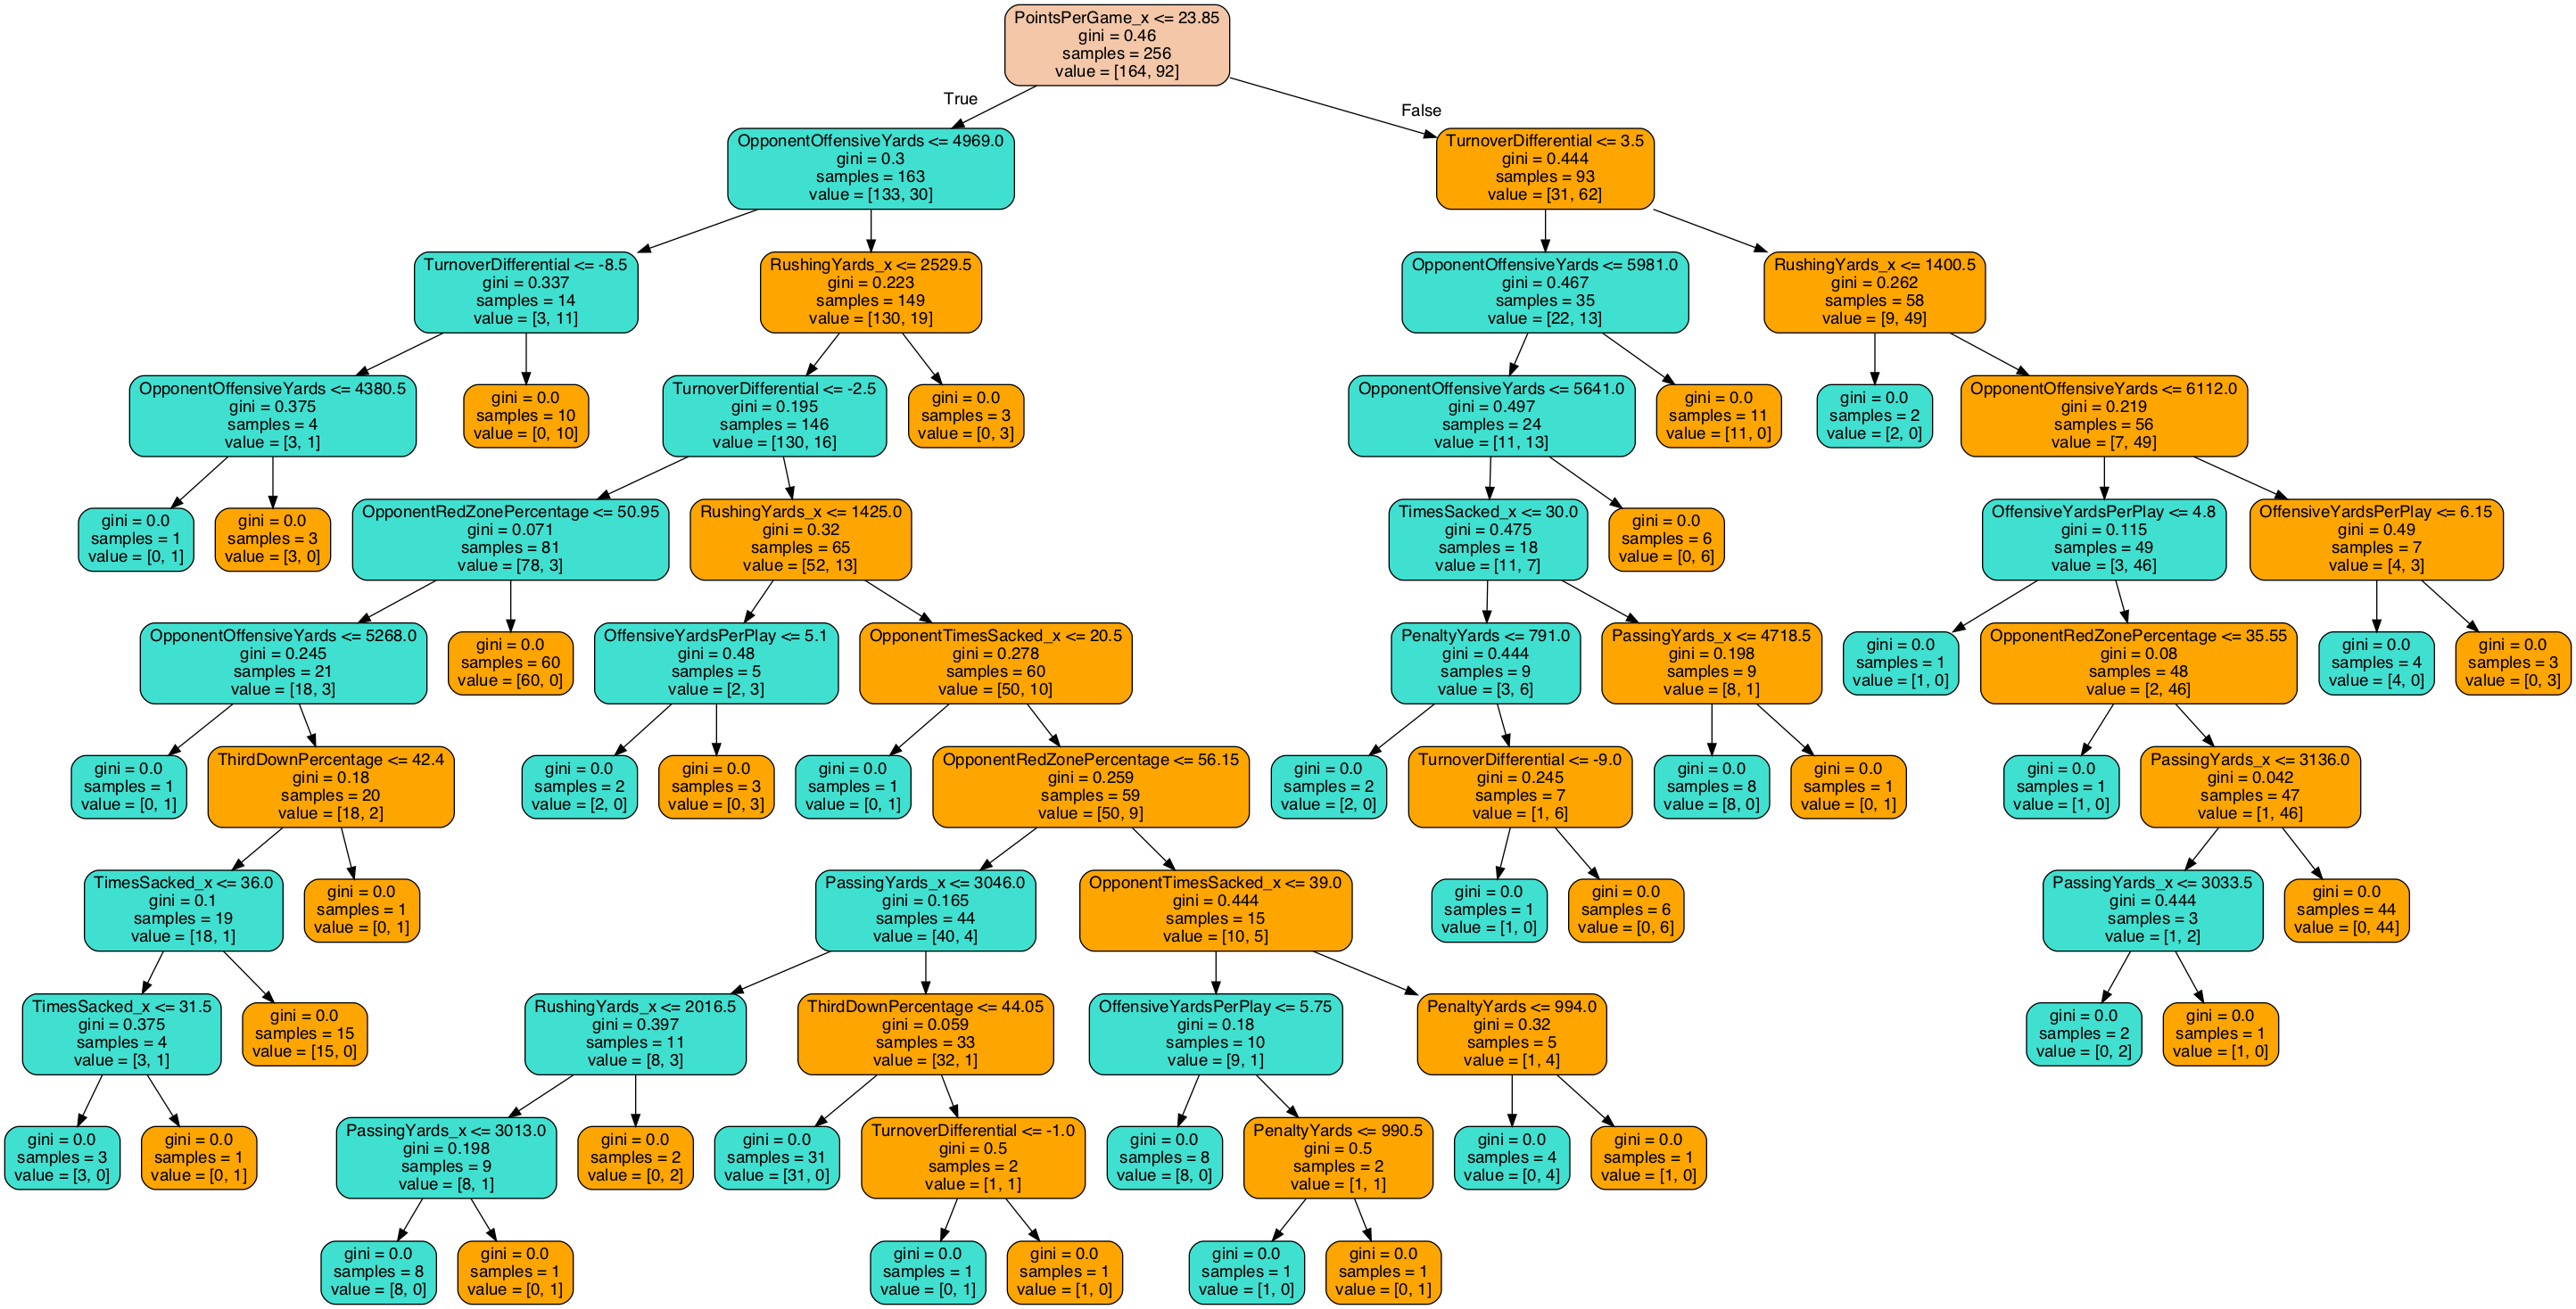 PointsPerGame_x <= 23.85
gini = 0.46
samples = 256
value = [164, 92]
True
False
OpponentOffensiveYards <= 4969.0
gini = 0.3
samples = 163
value = [133, 30]
TurnoverDifferential <= 3.5
gini = 0.444
samples = 93
value = [31, 62]
TurnoverDifferential <= -8.5
gini = 0.337
samples = 14
value = [3, 11]
RushingYards_x <= 2529.5
gini = 0.223
samples = 149
value = [130, 19]
OpponentOffensiveYards <= 5981.0
gini = 0.467
samples = 35
value = [22, 13]
RushingYards_x <= 1400.5
gini = 0.262
samples = 58
value = [9, 49]
OpponentOffensiveYards <= 4380.5
gini = 0.375
samples = 4
value = [3, 1]
gini = 0.0
samples = 10
value = [0, 10]
TurnoverDifferential <= -2.5
gini = 0.195
samples = 146
value = [130, 16]
gini = 0.0
samples = 3
value = [0, 3]
OpponentOffensiveYards <= 5641.0
gini = 0.497
samples = 24
value = [11, 13]
gini = 0.0
samples = 11
value = [11, 0]
gini = 0.0
samples = 2
value = [2, 0]
OpponentOffensiveYards <= 6112.0
gini = 0.219
samples = 56
value = [7, 49]
gini = 0.0
samples = 1
value = [0, 1]
gini = 0.0
samples = 3
value = [3, 0]
OpponentRedZonePercentage <= 50.95
gini = 0.071
samples = 81
value = [78, 3]
RushingYards_x <= 1425.0
gini = 0.32
samples = 65
value = [52, 13]
TimesSacked_x <= 30.0
gini = 0.475
samples = 18
value = [11, 7]
gini = 0.0
samples = 6
value = [0, 6]
OffensiveYardsPerPlay <= 4.8
gini = 0.115
samples = 49
value = [3, 46]
OffensiveYardsPerPlay <= 6.15
gini = 0.49
samples = 7
value = [4, 3]
OpponentOffensiveYards <= 5268.0
gini = 0.245
samples = 21
value = [18, 3]
gini = 0.0
samples = 60
value = [60, 0]
OffensiveYardsPerPlay <= 5.1
gini = 0.48
samples = 5
value = [2, 3]
OpponentTimesSacked_x <= 20.5
gini = 0.278
samples = 60
value = [50, 10]
PenaltyYards <= 791.0
gini = 0.444
samples = 9
value = [3, 6]
PassingYards_x <= 4718.5
gini = 0.198
samples = 9
value = [8, 1]
gini = 0.0
samples = 1
value = [1, 0]
OpponentRedZonePercentage <= 35.55
gini = 0.08
samples = 48
value = [2, 46]
gini = 0.0
samples = 4
value = [4, 0]
gini = 0.0
samples = 3
value = [0, 3]
gini = 0.0
samples = 1
value = [0, 1]
ThirdDownPercentage <= 42.4
gini = 0.18
samples = 20
value = [18, 2]
gini = 0.0
samples = 2
value = [2, 0]
gini = 0.0
samples = 3
value = [0, 3]
gini = 0.0
samples = 1
value = [0, 1]
OpponentRedZonePercentage <= 56.15
gini = 0.259
samples = 59
value = [50, 9]
gini = 0.0
samples = 2
value = [2, 0]
TurnoverDifferential <= -9.0
gini = 0.245
samples = 7
value = [1, 6]
gini = 0.0
samples = 8
value = [8, 0]
gini = 0.0
samples = 1
value = [0, 1]
gini = 0.0
samples = 1
value = [1, 0]
PassingYards_x <= 3136.0
gini = 0.042
samples = 47
value = [1, 46]
TimesSacked_x <= 36.0
gini = 0.1
samples = 19
value = [18, 1]
gini = 0.0
samples = 1
value = [0, 1]
PassingYards_x <= 3046.0
gini = 0.165
samples = 44
value = [40, 4]
OpponentTimesSacked_x <= 39.0
gini = 0.444
samples = 15
value = [10, 5]
gini = 0.0
samples = 1
value = [1, 0]
gini = 0.0
samples = 6
value = [0, 6]
PassingYards_x <= 3033.5
gini = 0.444
samples = 3
value = [1, 2]
gini = 0.0
samples = 44
value = [0, 44]
TimesSacked_x <= 31.5
gini = 0.375
samples = 4
value = [3, 1]
gini = 0.0
samples = 15
value = [15, 0]
RushingYards_x <= 2016.5
gini = 0.397
samples = 11
value = [8, 3]
ThirdDownPercentage <= 44.05
gini = 0.059
samples = 33
value = [32, 1]
OffensiveYardsPerPlay <= 5.75
gini = 0.18
samples = 10
value = [9, 1]
PenaltyYards <= 994.0
gini = 0.32
samples = 5
value = [1, 4]
gini = 0.0
samples = 2
value = [0, 2]
gini = 0.0
samples = 1
value = [1, 0]
gini = 0.0
samples = 3
value = [3, 0]
gini = 0.0
samples = 1
value = [0, 1]
PassingYards_x <= 3013.0
gini = 0.198
samples = 9
value = [8, 1]
gini = 0.0
samples = 2
value = [0, 2]
gini = 0.0
samples = 31
value = [31, 0]
TurnoverDifferential <= -1.0
gini = 0.5
samples = 2
value = [1, 1]
gini = 0.0
samples = 8
value = [8, 0]
PenaltyYards <= 990.5
gini = 0.5
samples = 2
value = [1, 1]
gini = 0.0
samples = 4
value = [0, 4]
gini = 0.0
samples = 1
value = [1, 0]
gini = 0.0
samples = 8
value = [8, 0]
gini = 0.0
samples = 1
value = [0, 1]
gini = 0.0
samples = 1
value = [0, 1]
gini = 0.0
samples = 1
value = [1, 0]
gini = 0.0
samples = 1
value = [1, 0]
gini = 0.0
samples = 1
value = [0, 1]